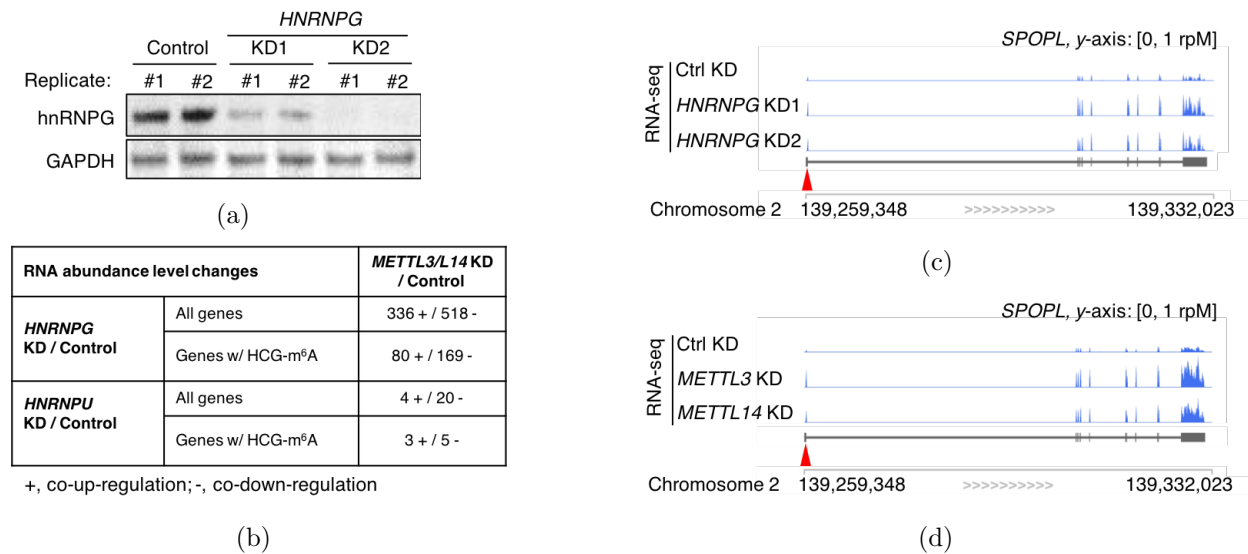 HNRNPG
Control KD1 KD2
Replicate: #1 #2 #1 #2 #1 #2
hnRNPG
GAPDH
(a)
RNA abundance level changes METTL3/L14 KD / Control
HNRNPG KD / Control
All genes 336 + / 518 -
Genes w/ HCG-m⁶A 80 + / 169 -
HNRNPU KD / Control
All genes 4 + / 20 -
Genes w/ HCG-m⁶A 3 + / 5 -
+, co-up-regulation; -, co-down-regulation
(b)
SPOPL, y-axis: [0, 1 rpM]
RNA-seq
Ctrl KD
HNRNPG KD1
HNRNPG KD2
Chromosome 2 139,259,348 >>>>>>>>>> 139,332,023
(c)
SPOPL, y-axis: [0, 1 rpM]
RNA-seq
Ctrl KD
METTL3 KD
METTL14 KD
Chromosome 2 139,259,348 >>>>>>>>>> 139,332,023
(d)